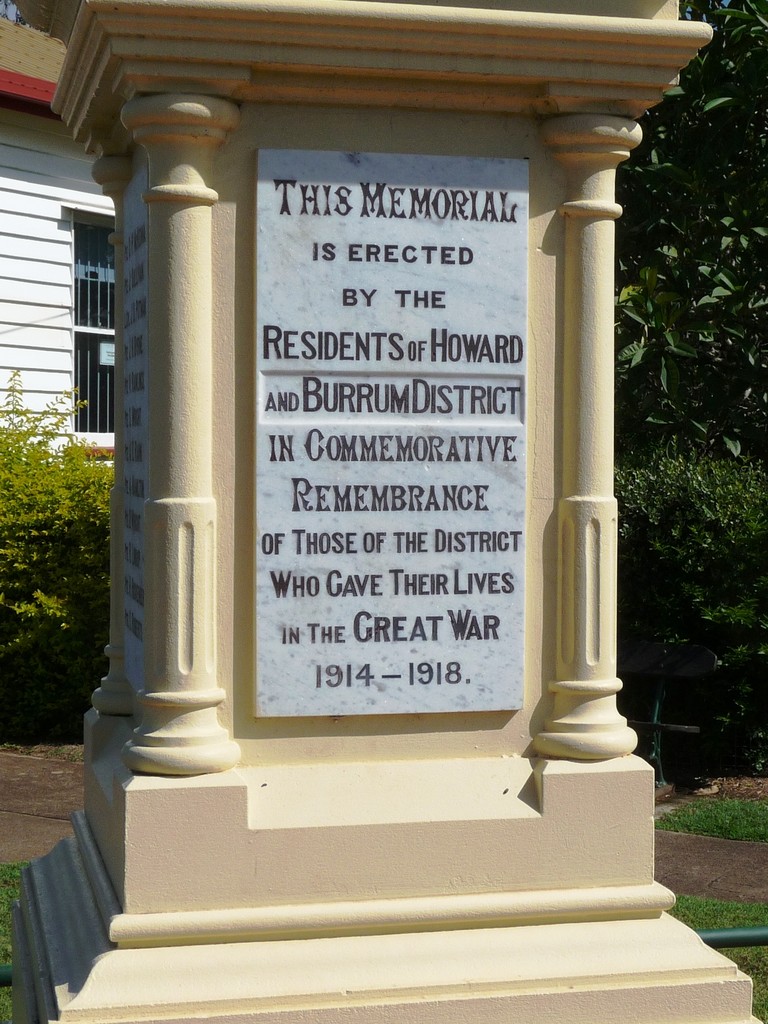 THIS MEMORIAL
IS ERECTED
BY THE
RESIDENTS OF HOWARD
AND BURRUM DISTRICT
IN COMMEMORATIVE
REMEMBRANCE
OF THOSE OF THE DISTRICT
WHO GAVE THEIR LIVES
IN THE GREAT WAR
1914-1918.